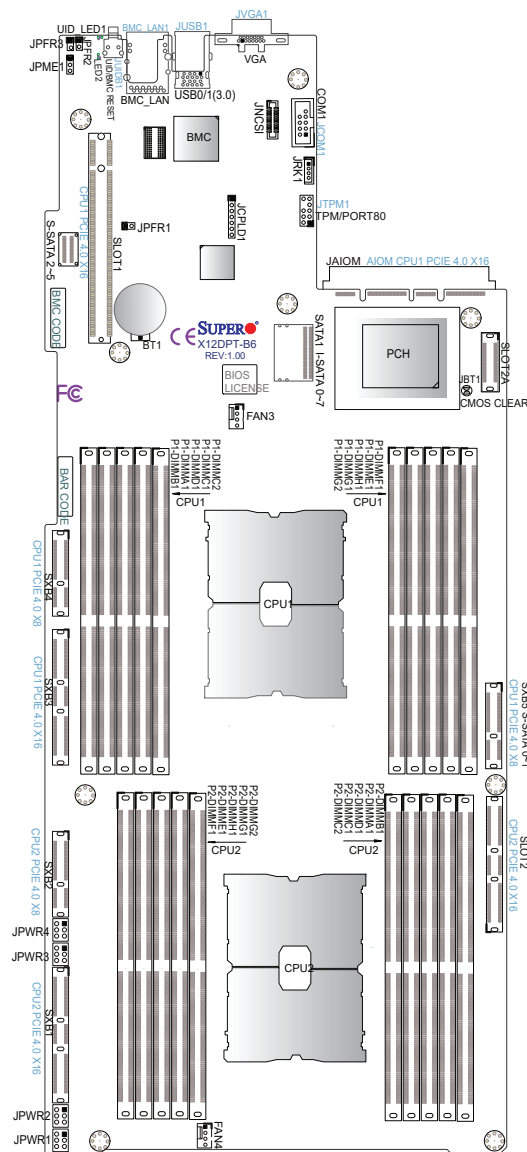 UID_LED1
BMC_LAN1
JUSB1
JVGA1
JPFR3
JPFR2
JPME1
LED2
JUIDB1
UID/BMC RESET
BMC_LAN
USB0/1(3.0)
VGA
BMC
JNCSI
COM1
JCOM1
JRK1
JTPM1
TPM/PORT80
CPU1 PCIE 4.0 X16
SLOT1
JPFR1
JCPLD1
S-SATA 2~5
JAIOM AIOM CPU1 PCIE 4.0 X16
BMC CODE
BT1
CE SUPER
X12DPT-B6
REV:1.00
BIOS
LICENSE
SATA1 I-SATA 0~7
PCH
SLOT2A
JBT1
CMOS CLEAR
FC
FAN3
P1-DIMMC2
P1-DIMMC1
P1-DIMMD1
P1-DIMMA1
P1-DIMMB1
CPU1
P1-DIMMF1
P1-DIMME1
P1-DIMMH1
P1-DIMMG1
P1-DIMMG2
CPU1
BAR CODE
CPU1
SXB4
CPU1 PCIE 4.0 X8
SXB3
CPU1 PCIE 4.0 X16
SXB5 S-SATA 0~1
CPU1 PCIE 4.0 X8
P2-DIMMG2
P2-DIMMG1
P2-DIMMH1
P2-DIMME1
P2-DIMMF1
CPU2
P2-DIMMB1
P2-DIMMA1
P2-DIMMD1
P2-DIMMC1
P2-DIMMC2
CPU2
SLOT2
CPU2 PCIE 4.0 X16
SXB2
CPU2 PCIE 4.0 X8
JPWR4
JPWR3
CPU2
SXB1
CPU2 PCIE 4.0 X16
JPWR2
JPWR1
FAN4